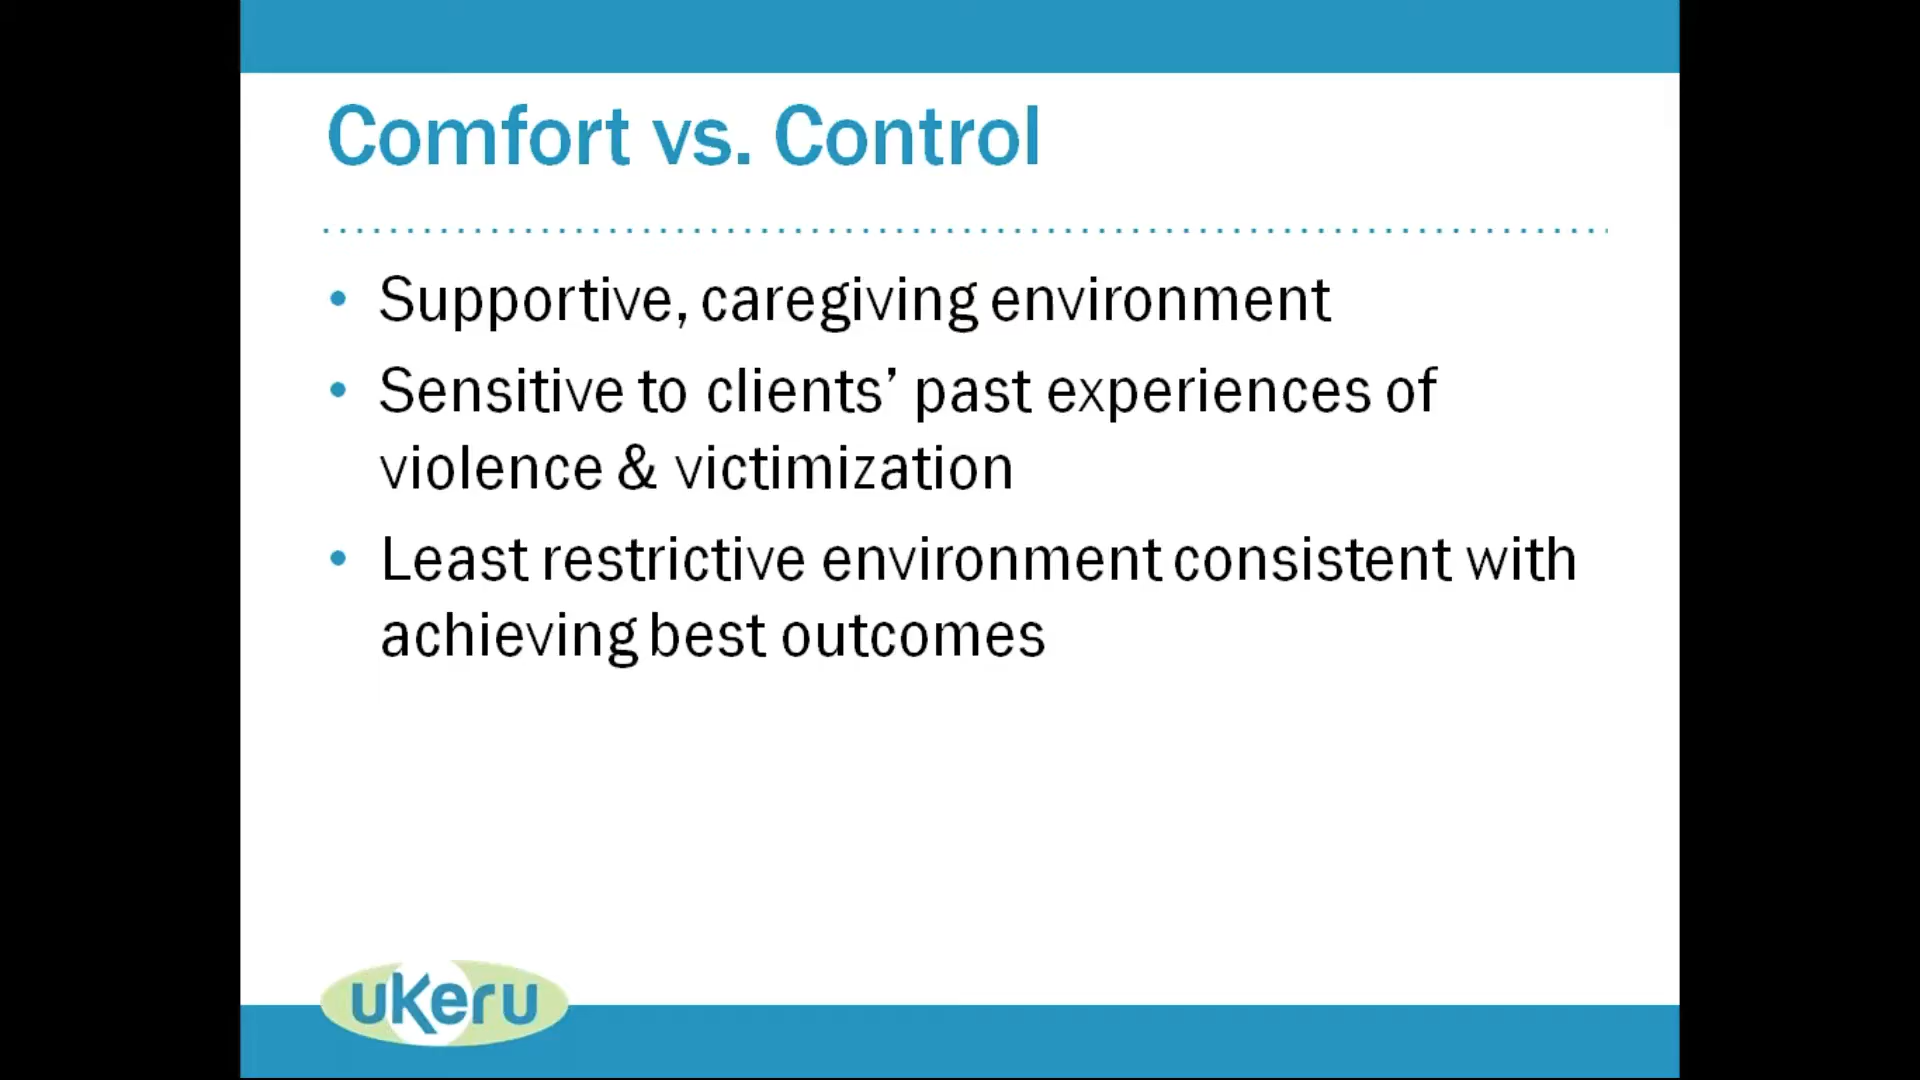 Comfort vs. Control
• Supportive, caregiving environment
• Sensitive to clients’ past experiences of
violence & victimization
• Least restrictive environment consistent with
achieving best outcomes
uKeru